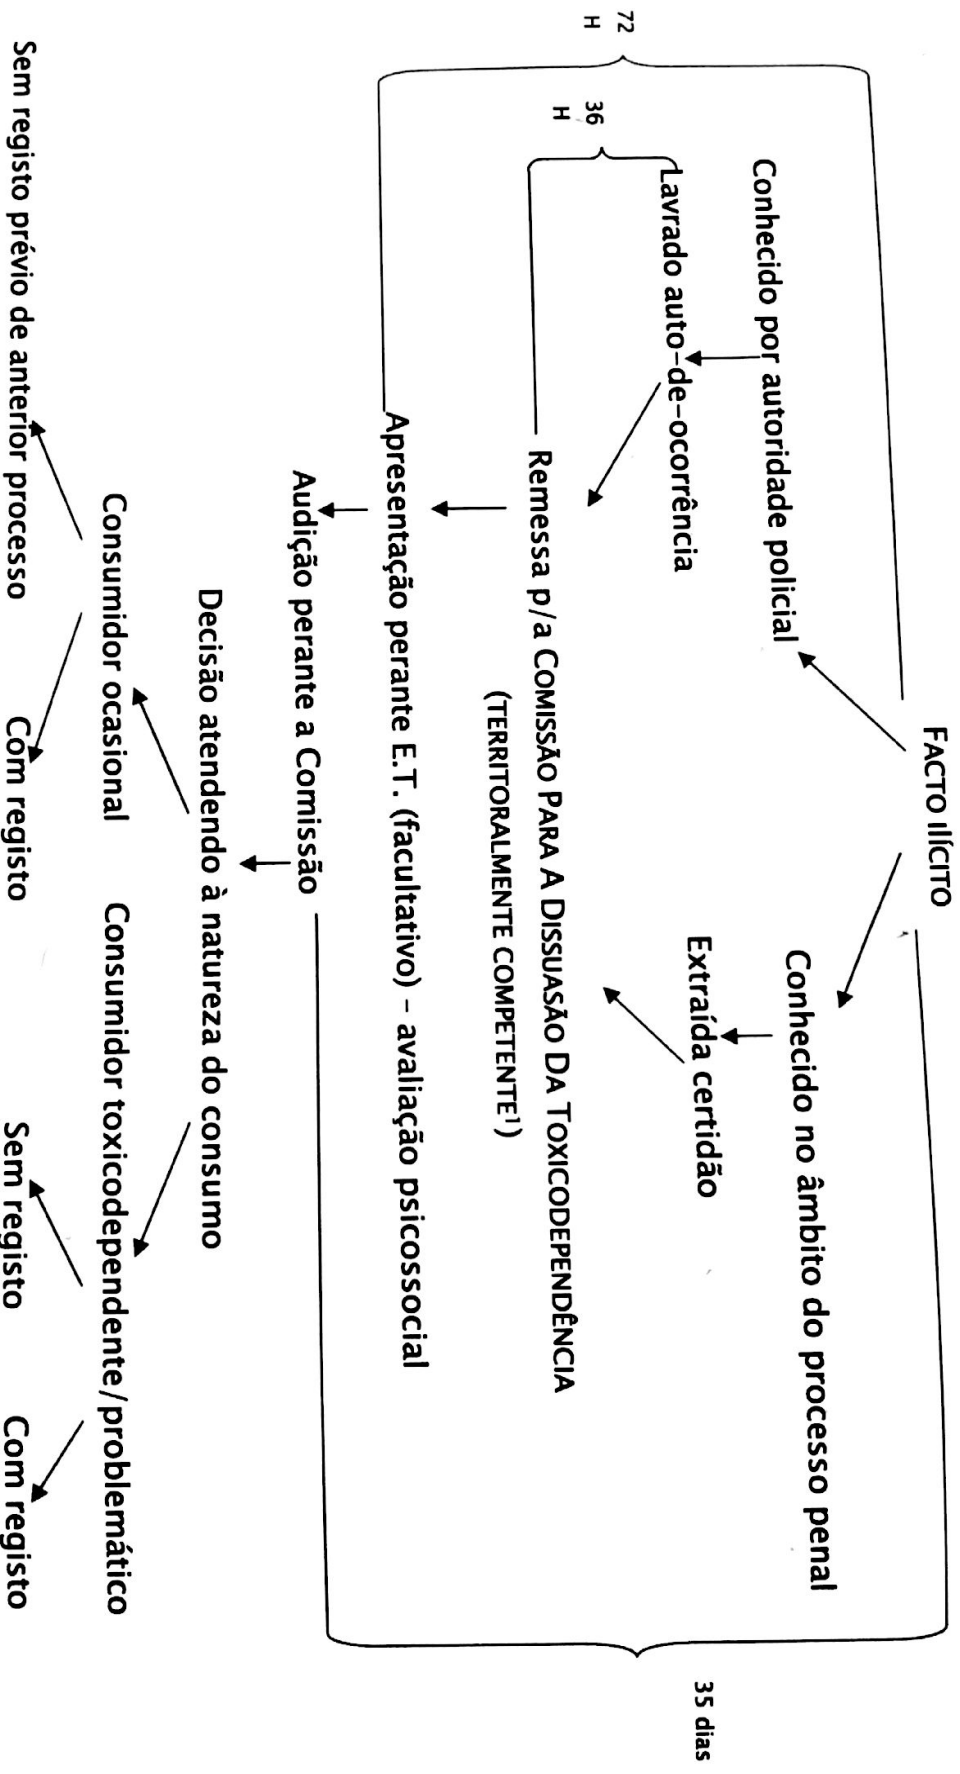 FACTO ILÍCITO
Conhecido por autoridade policial
Conhecido no âmbito do processo penal
72
H
36
H
Lavrado auto-de-ocorrência
Extraída certidão
35 dias
Remessa p/a COMISSÃO PARA A DISSUASÃO DA TOXICODEPENDÊNCIA
(TERRITORALMENTE COMPETENTE¹)
Apresentação perante E.T. (facultativo) – avaliação psicossocial
Audição perante a Comissão
Decisão atendendo à natureza do consumo
Consumidor ocasional
Consumidor toxicodependente/problemático
Sem registo prévio de anterior processo
Com registo
Sem registo
Com registo